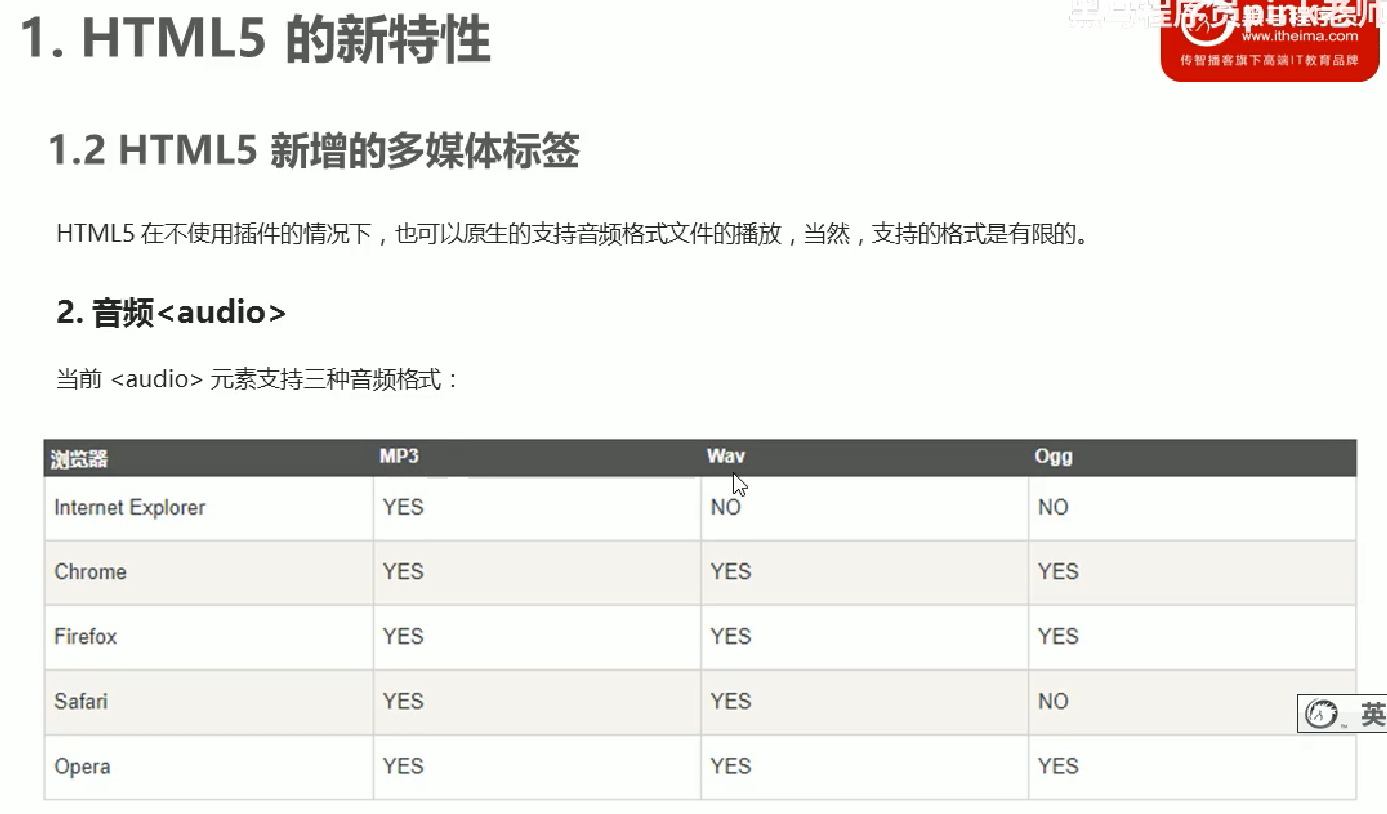 1. HTML5 的新特性
www.itheima.com
传智播客旗下高端IT教育品牌
1.2 HTML5 新增的多媒体标签
HTML5 在不使用插件的情况下，也可以原生的支持音频格式文件的播放，当然，支持的格式是有限的。
2. 音频<audio>
当前 <audio> 元素支持三种音频格式：
浏览器 MP3 Wav Ogg
Internet Explorer YES NO NO
Chrome YES YES YES
Firefox YES YES YES
Safari YES YES NO
英
Opera YES YES YES